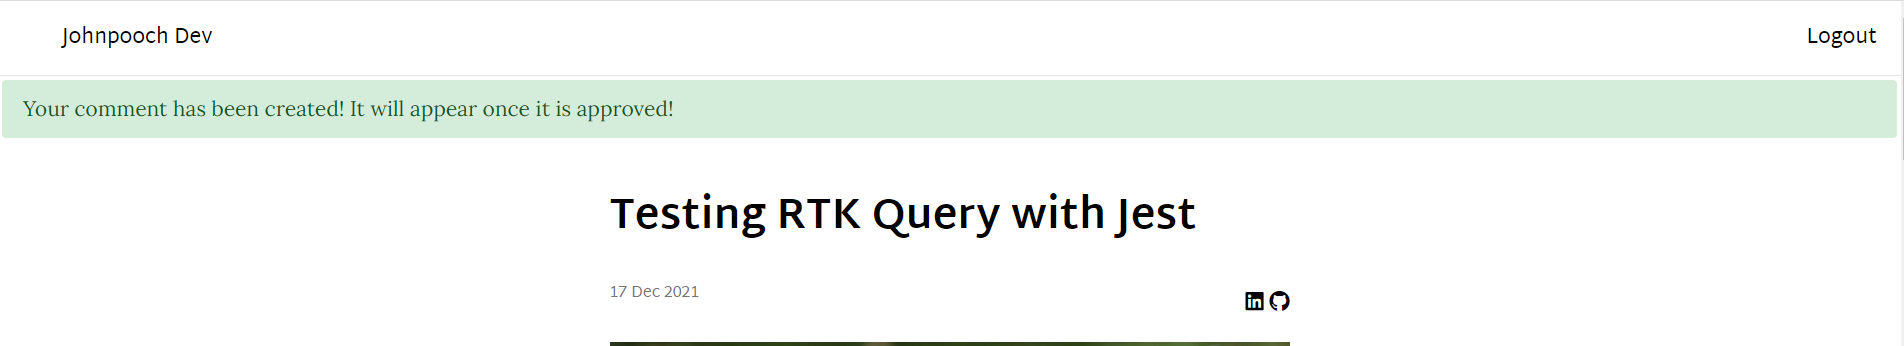 Johnpooch Dev
Logout
Your comment has been created! It will appear once it is approved!
Testing RTK Query with Jest
17 Dec 2021
in